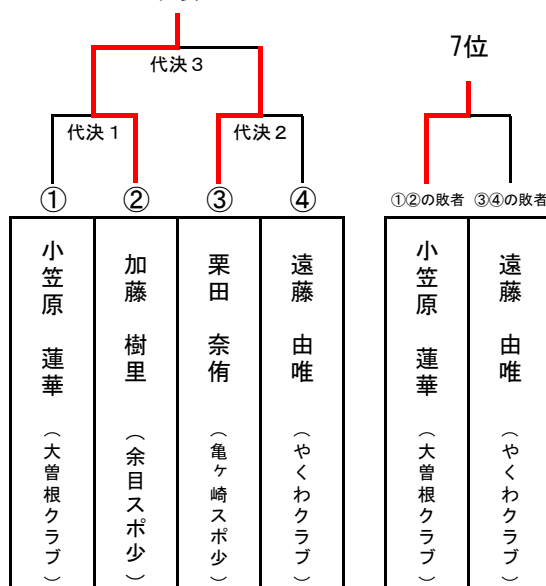 代決3
7位
代決1
代決2
①
②
③
④
①②の敗者
③④の敗者
小笠原 蓮華 (大曽根クラブ)
加藤 樹里 (余目スポ少)
栗田 奈侑 (亀ヶ崎スポ少)
遠藤 由唯 (やくわクラブ)
小笠原 蓮華 (大曽根クラブ)
遠藤 由唯 (やくわクラブ)